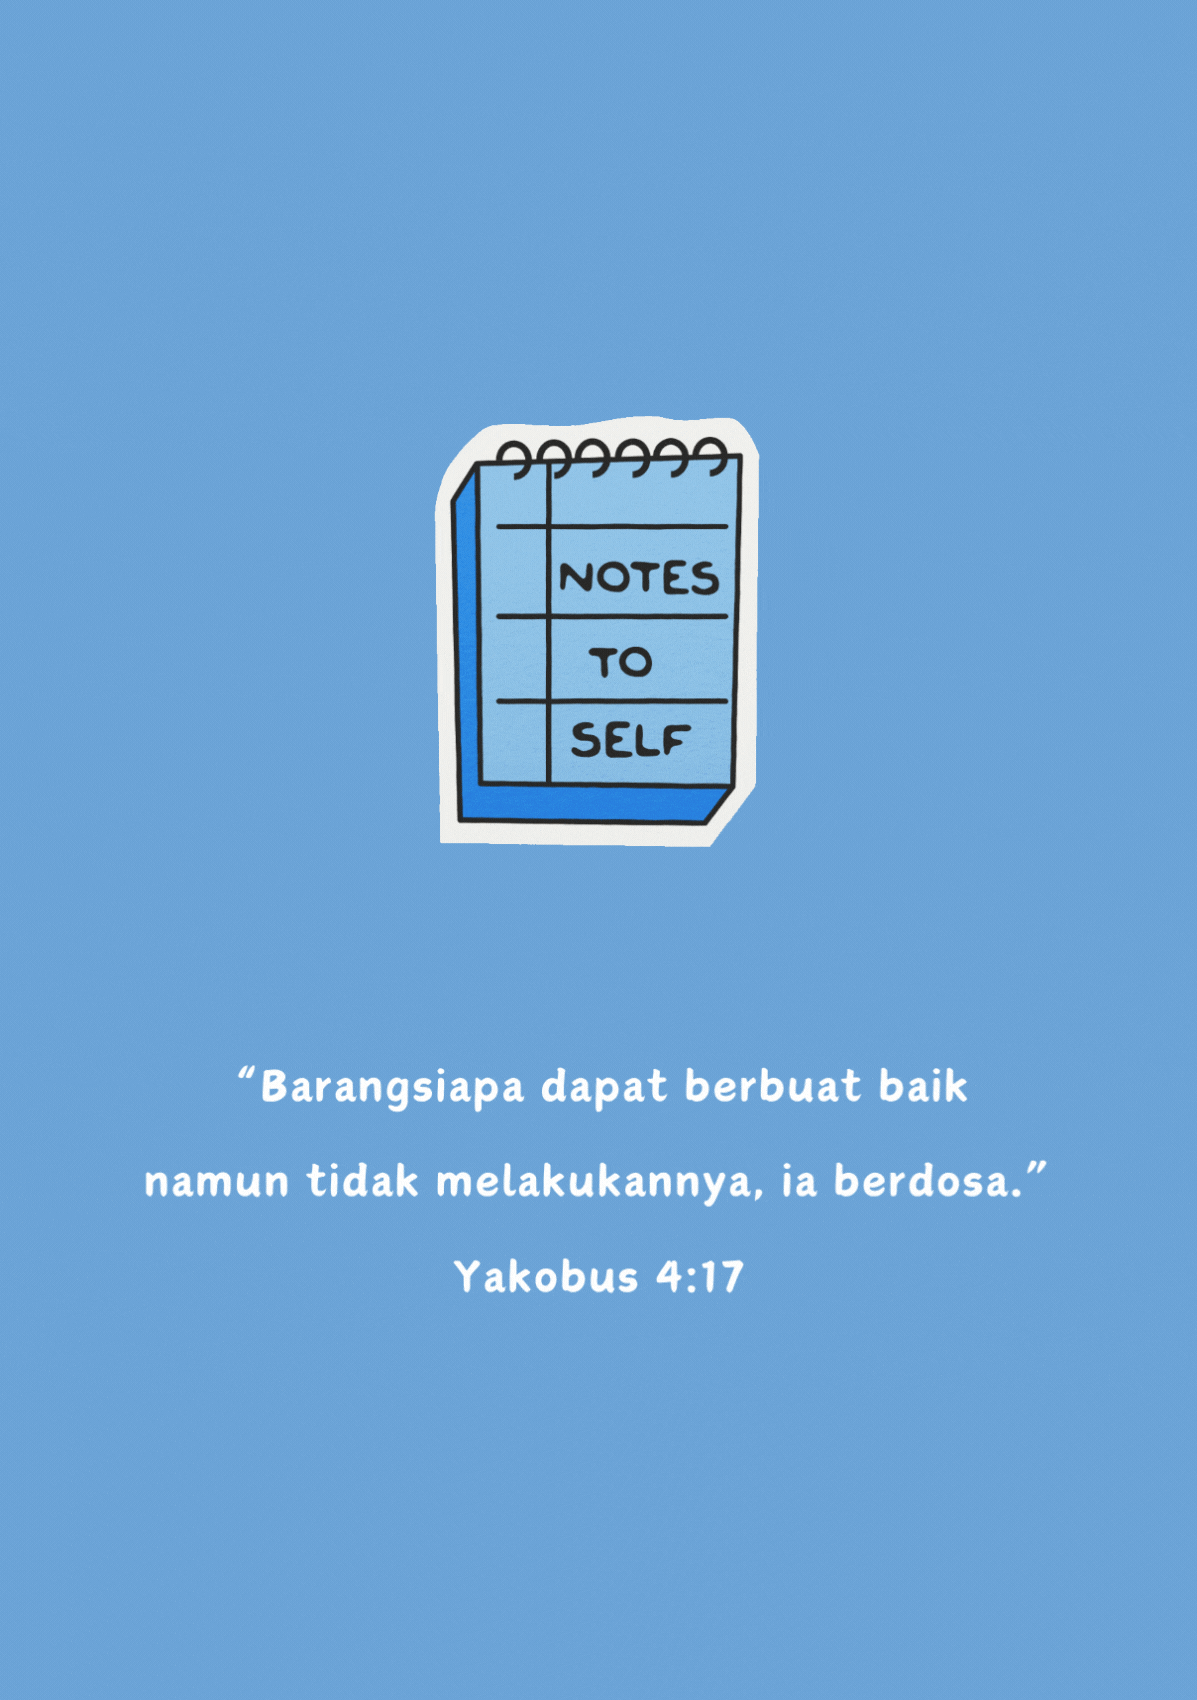 NOTES
TO
SELF
“Barangsiapa dapat berbuat baik
namun tidak melakukannya, ia berdosa.”
Yakobus 4:17